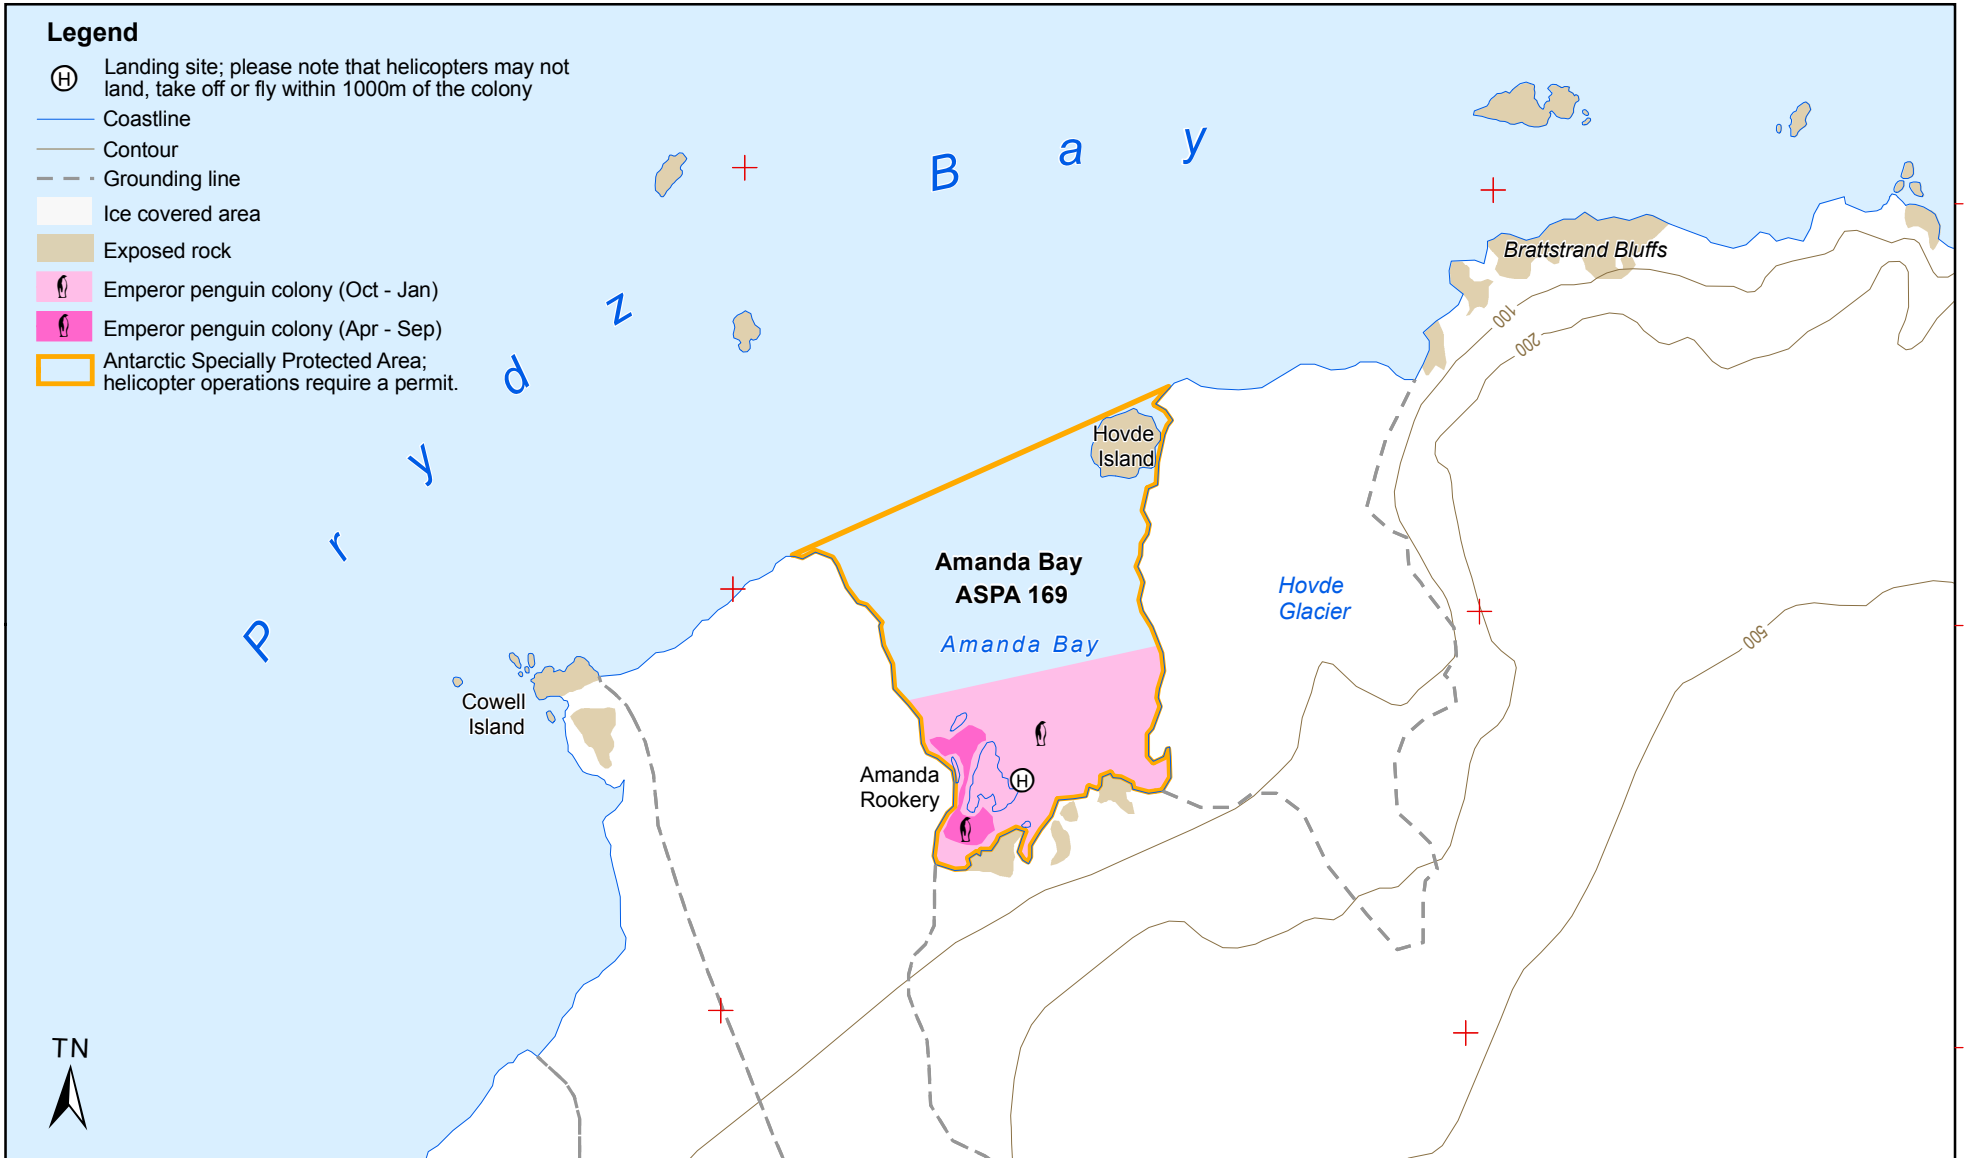 Legend
H
Landing site; please note that helicopters may not
land, take off or fly within 1000m of the colony
Coastline
Contour
Grounding line
Ice covered area
Exposed rock
Emperor penguin colony (Oct - Jan)
Emperor penguin colony (Apr - Sep)
Antarctic Specially Protected Area;
helicopter operations require a permit.
Prydz Bay
Brattstrand Bluffs
100
200
Hovde
Island
Amanda Bay
ASPA 169
Amanda Bay
Hovde
Glacier
500
Cowell
Island
Amanda
Rookery
H
TN